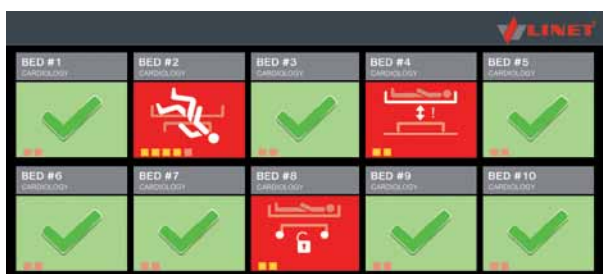 LINET
BED #1
CARDIOLOGY
BED #2
CARDIOLOGY
BED #3
CARDIOLOGY
BED #4
CARDIOLOGY
BED #5
CARDIOLOGY
!
BED #6
CARDIOLOGY
BED #7
CARDIOLOGY
BED #8
CARDIOLOGY
BED #9
CARDIOLOGY
BED #10
CARDIOLOGY